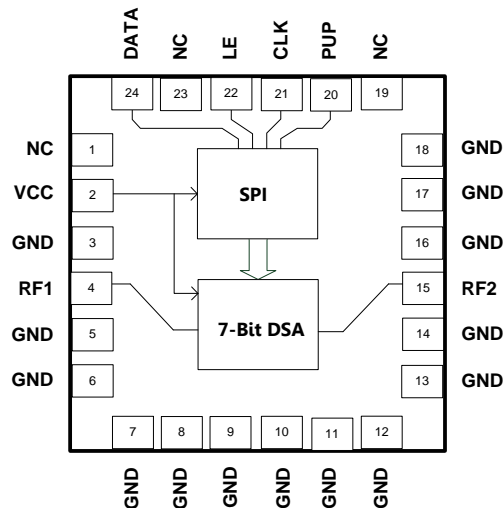 DATA NC LE CLK PUP NC
24 23 22 21 20 19
NC 1 18 GND
VCC 2 SPI 17 GND
GND 3 16 GND
RF1 4 15 RF2
GND 5 7-Bit DSA 14 GND
GND 6 13 GND
7 8 9 10 11 12
GND GND GND GND GND GND